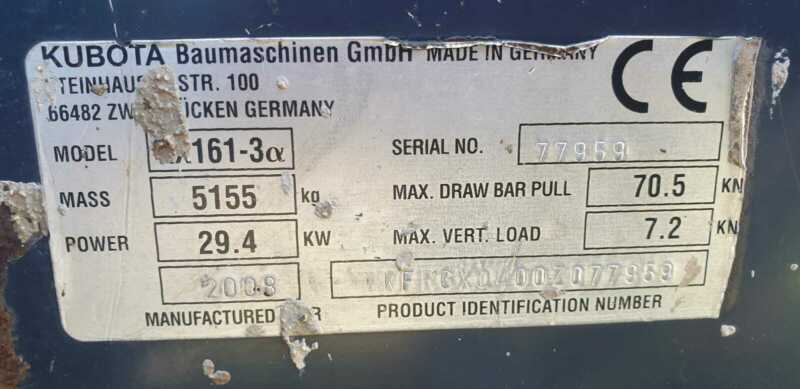 KUBOTA Baumaschinen GmbH MADE IN GERMANY
CE
STR. 100
66482 GERMANY
MODEL 161-3α SERIAL NO. 77959
MASS 5155 kg MAX. DRAW BAR PULL 70.5 KN
POWER 29.4 KW MAX. VERT. LOAD 7.2 KN
2008
MANUFACTURED PRODUCT IDENTIFICATION NUMBER